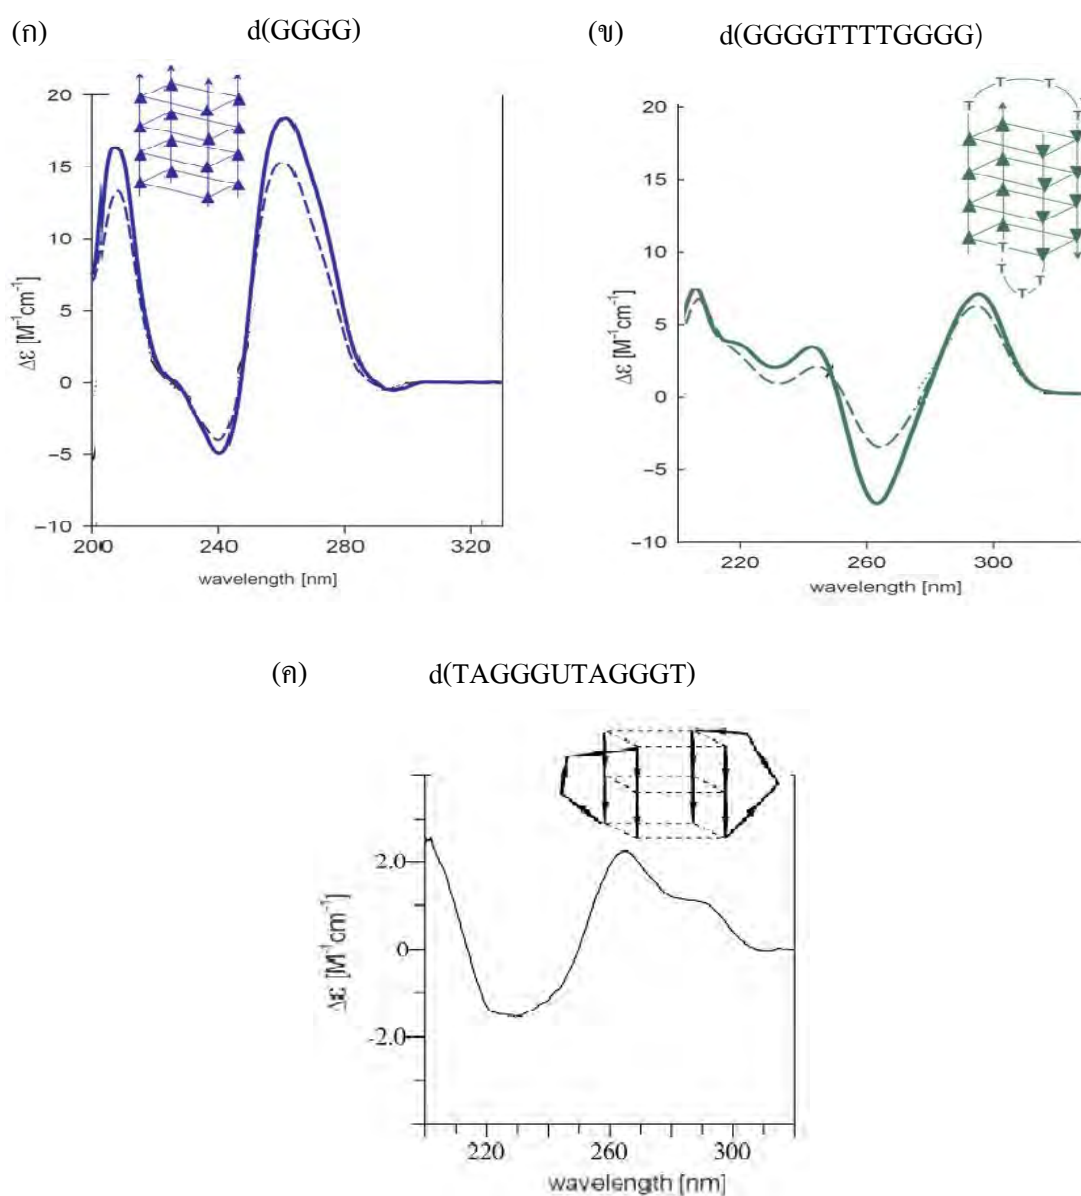 (ก) d(GGGG)
20
15
10
5
0
−5
−10
200 240 280 320
Δε [M⁻¹cm⁻¹]
wavelength [nm]
(ข) d(GGGGTTTTGGGG)
T T T T
20
15
10
5
0
−5
−10
T T T T
220 260 300
Δε [M⁻¹cm⁻¹]
wavelength [nm]
(ค) d(TAGGGUTAGGGT)
2.0
0
-2.0
220 260 300
Δε [M⁻¹cm⁻¹]
wavelength [nm]